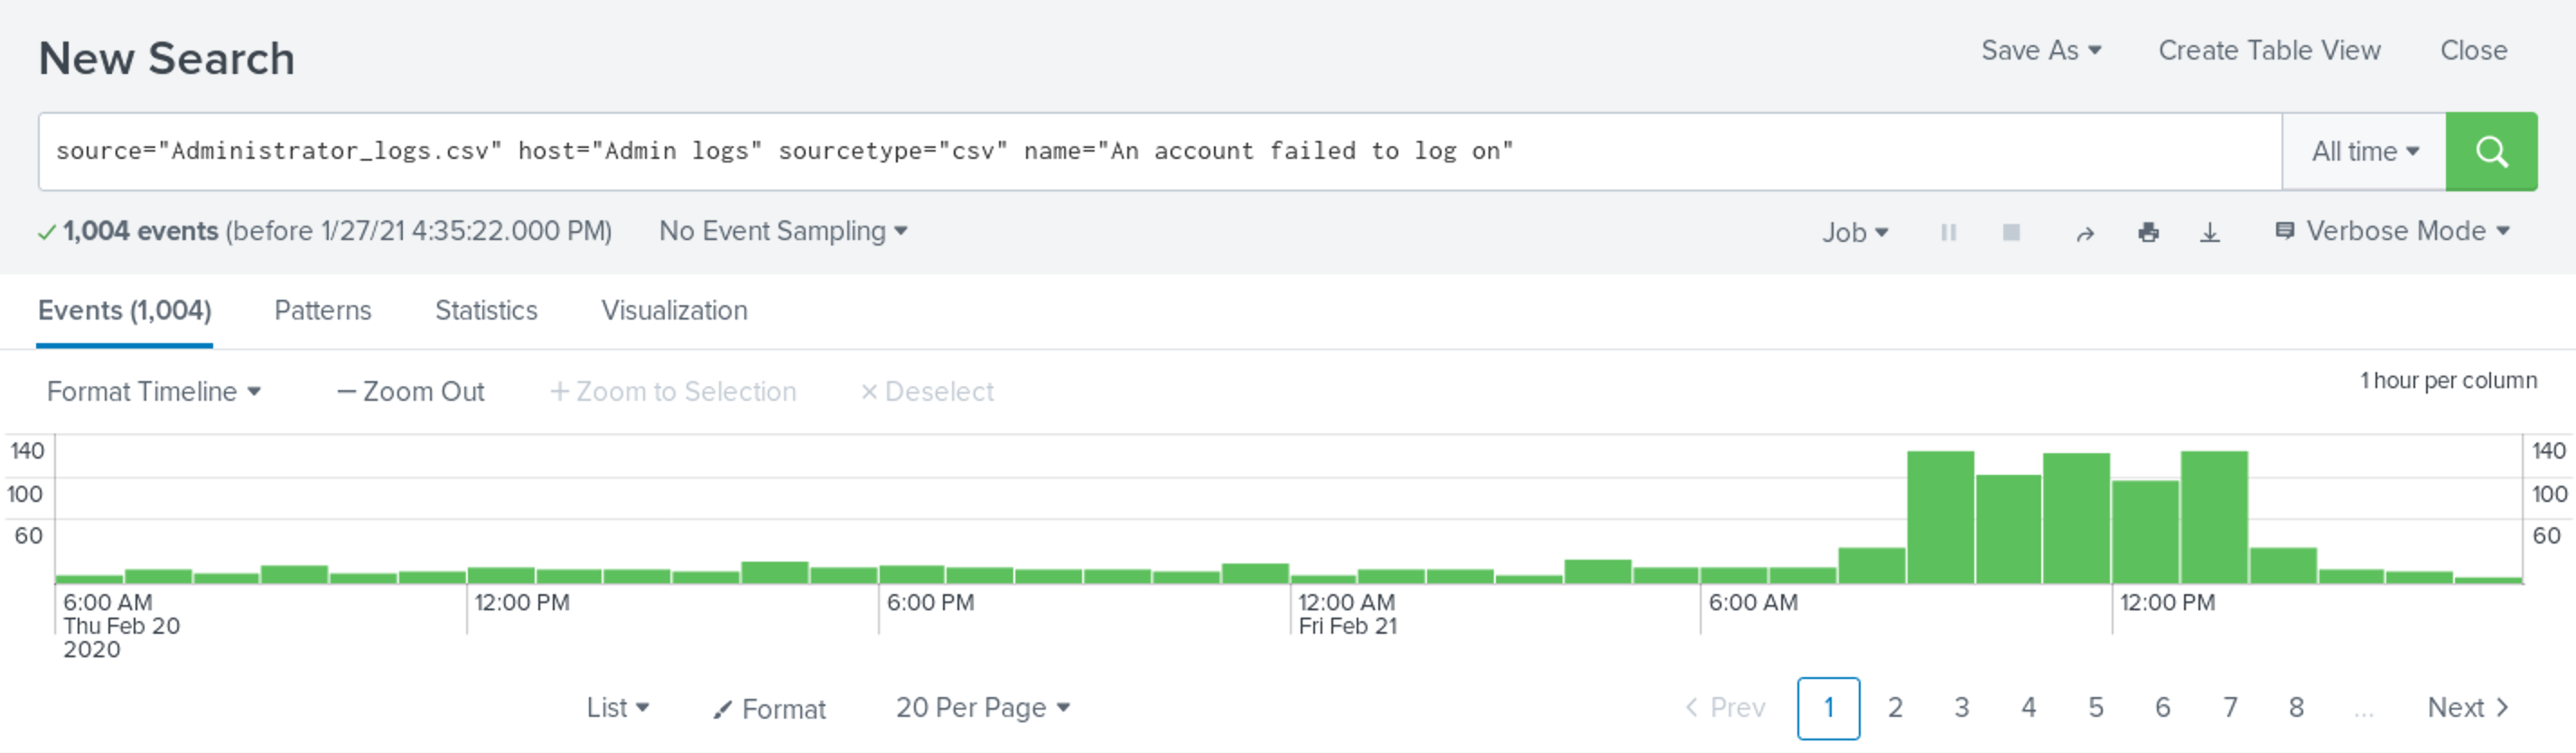 New Search
Save As Create Table View Close
source="Administrator_logs.csv" host="Admin logs" sourcetype="csv" name="An account failed to log on"
All time
1,004 events (before 1/27/21 4:35:22.000 PM) No Event Sampling
Job Verbose Mode
Events (1,004) Patterns Statistics Visualization
Format Timeline — Zoom Out + Zoom to Selection × Deselect
1 hour per column
140 140
100 100
60 60
6:00 AM 12:00 PM 6:00 PM 12:00 AM 6:00 AM 12:00 PM
Thu Feb 20 Fri Feb 21
2020
List Format 20 Per Page
< Prev 1 2 3 4 5 6 7 8 ... Next >